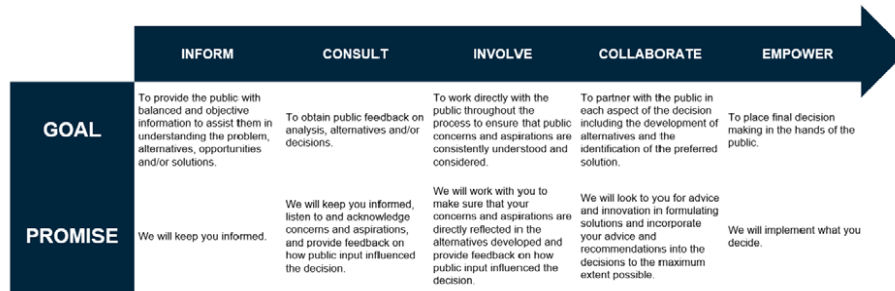 INFORM
CONSULT
INVOLVE
COLLABORATE
EMPOWER
GOAL
To provide the public with
balanced and objective
information to assist them in
understanding the problem,
alternatives, opportunities
and/or solutions.
To obtain public feedback on
analysis, alternatives and/or
decisions.
To work directly with the
public throughout the
process to ensure that public
concerns and aspirations are
consistently understood and
considered.
To partner with the public in
each aspect of the decision
including the development of
alternatives and the
identification of the preferred
solution.
To place final decision
making in the hands of the
public.
PROMISE
We will keep you informed.
We will keep you informed,
listen to and acknowledge
concerns and aspirations,
and provide feedback on
how public input influenced
the decision.
We will work with you to
make sure that your
concerns and aspirations are
directly reflected in the
alternatives developed and
provide feedback on how
public input influenced the
decision.
We will look to you for advice
and innovation in formulating
solutions and incorporate
your advice and
recommendations into the
decisions to the maximum
extent possible.
We will implement what you
decide.